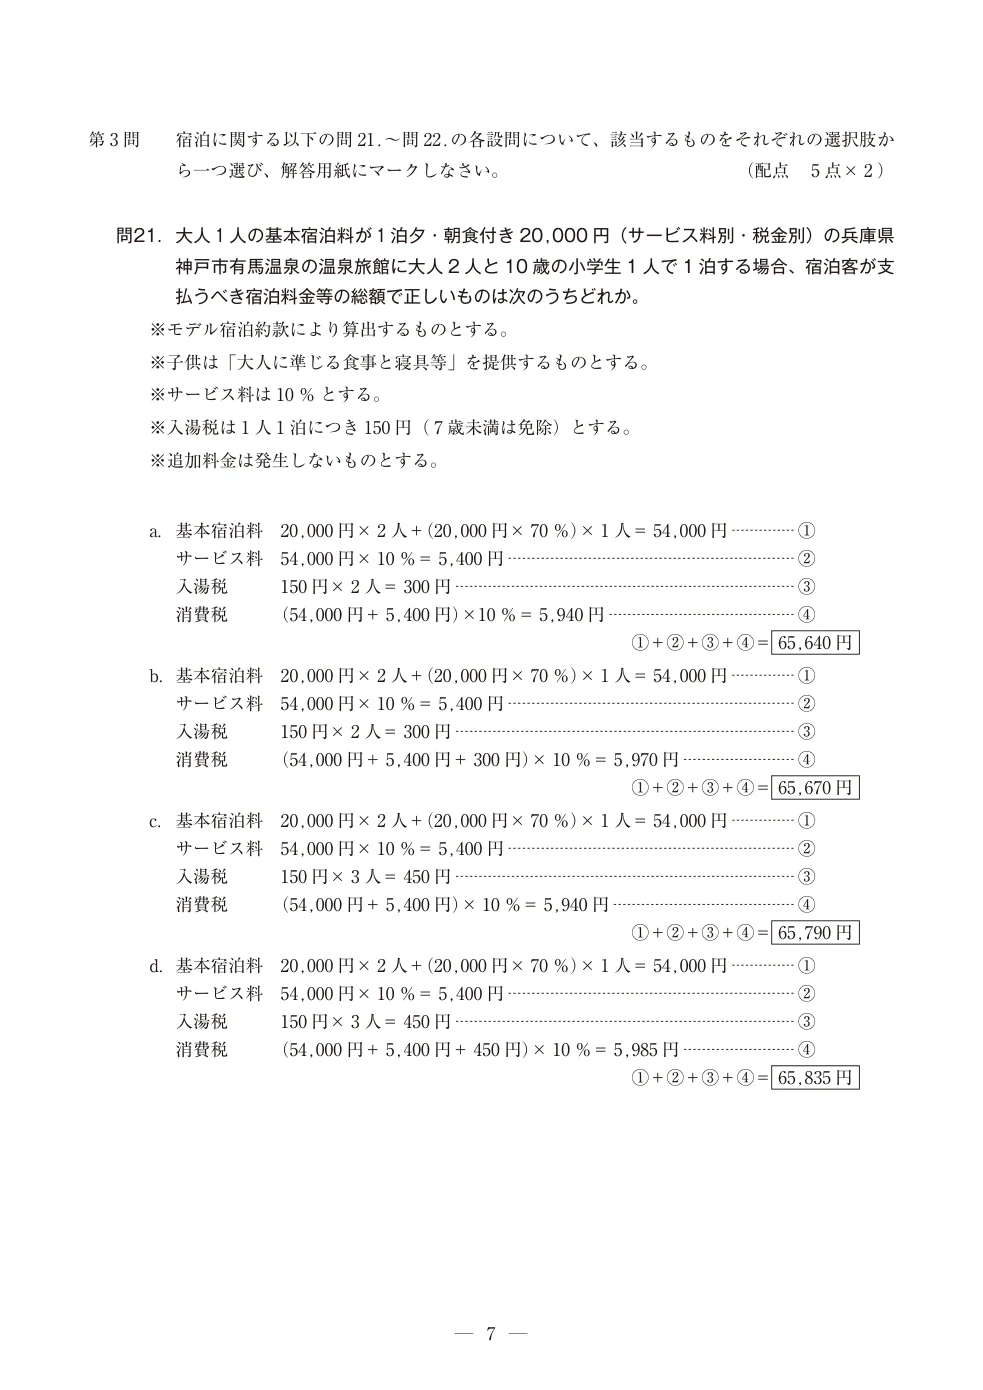 第3問　宿泊に関する以下の問21.～問22.の各設問について、該当するものをそれぞれの選択肢か
ら一つ選び、解答用紙にマークしなさい。　（配点　5点×2）
問21. 大人1人の基本宿泊料が1泊夕・朝食付き20,000円（サービス料別・税金別）の兵庫県
神戸市有馬温泉の温泉旅館に大人2人と10歳の小学生1人で1泊する場合、宿泊客が支
払うべき宿泊料金等の総額で正しいものは次のうちどれか。
※モデル宿泊約款により算出するものとする。
※子供は「大人に準じる食事と寝具等」を提供するものとする。
※サービス料は10％とする。
※入湯税は1人1泊につき150円（7歳未満は免除）とする。
※追加料金は発生しないものとする。
a. 基本宿泊料　20,000円×2人+(20,000円×70％)×1人=54,000円 ------------- ①
サービス料　54,000円×10％=5,400円 ------------- ②
入湯税　150円×2人=300円 ------------- ③
消費税　(54,000円+5,400円)×10％=5,940円 ------------- ④
①+②+③+④= 65,640円
b. 基本宿泊料　20,000円×2人+(20,000円×70％)×1人=54,000円 ------------- ①
サービス料　54,000円×10％=5,400円 ------------- ②
入湯税　150円×2人=300円 ------------- ③
消費税　(54,000円+5,400円+300円)×10％=5,970円 ------------- ④
①+②+③+④= 65,670円
c. 基本宿泊料　20,000円×2人+(20,000円×70％)×1人=54,000円 ------------- ①
サービス料　54,000円×10％=5,400円 ------------- ②
入湯税　150円×3人=450円 ------------- ③
消費税　(54,000円+5,400円)×10％=5,940円 ------------- ④
①+②+③+④= 65,790円
d. 基本宿泊料　20,000円×2人+(20,000円×70％)×1人=54,000円 ------------- ①
サービス料　54,000円×10％=5,400円 ------------- ②
入湯税　150円×3人=450円 ------------- ③
消費税　(54,000円+5,400円+450円)×10％=5,985円 ------------- ④
①+②+③+④= 65,835円
— 7 —